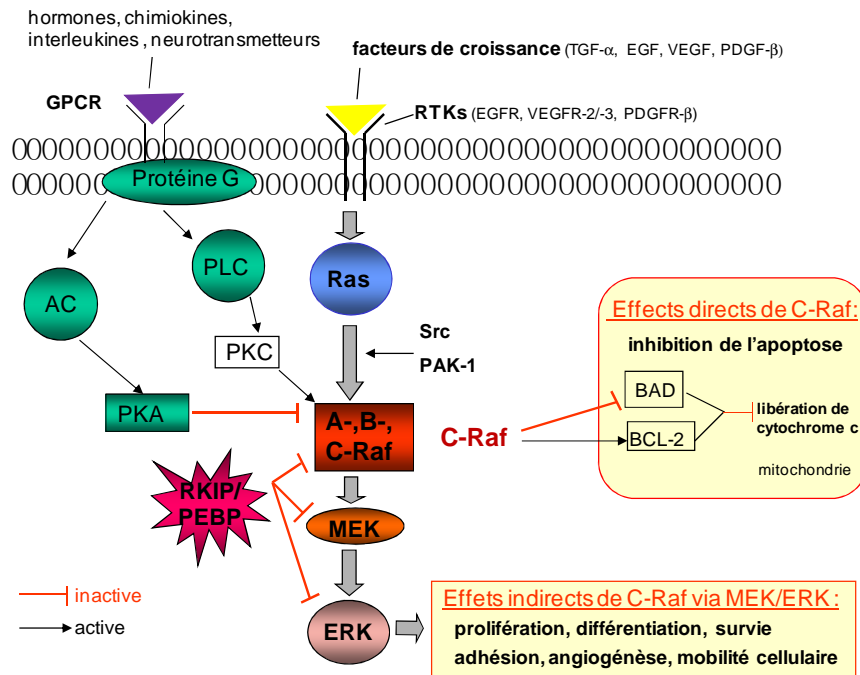 hormones, chimiokines,
interleukines , neurotransmetteurs
facteurs de croissance (TGF-α, EGF, VEGF, PDGF-β)
GPCR
RTKs (EGFR, VEGFR-2/-3, PDGFR-β)
Protéine G
AC
PLC
Ras
PKC
Src
PAK-1
PKA
A-,B-,
C-Raf
RKIP/
PEBP
MEK
ERK
inactive
active
Effects directs de C-Raf:
inhibition de l'apoptose
C-Raf
BAD
BCL-2
libération de
cytochrome c
mitochondrie
Effets indirects de C-Raf via MEK/ERK :
prolifération, différentiation, survie
adhésion, angiogénèse, mobilité cellulaire